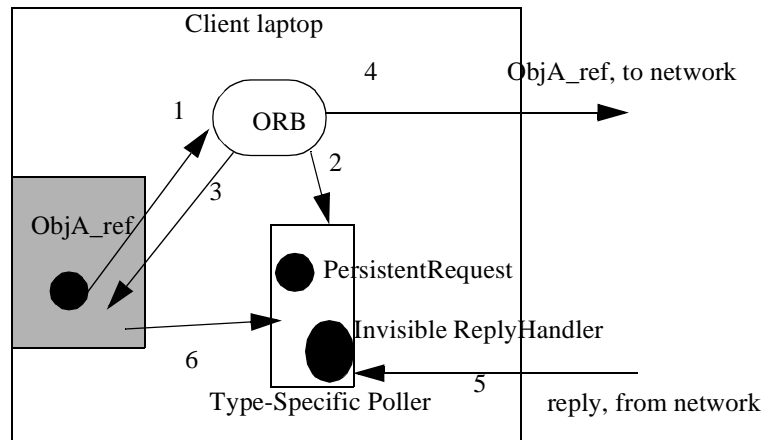 Client laptop
4
ObjA_ref, to network
1
ORB
2
3
ObjA_ref
PersistentRequest
Invisible ReplyHandler
6
5
Type-Specific Poller
reply, from network